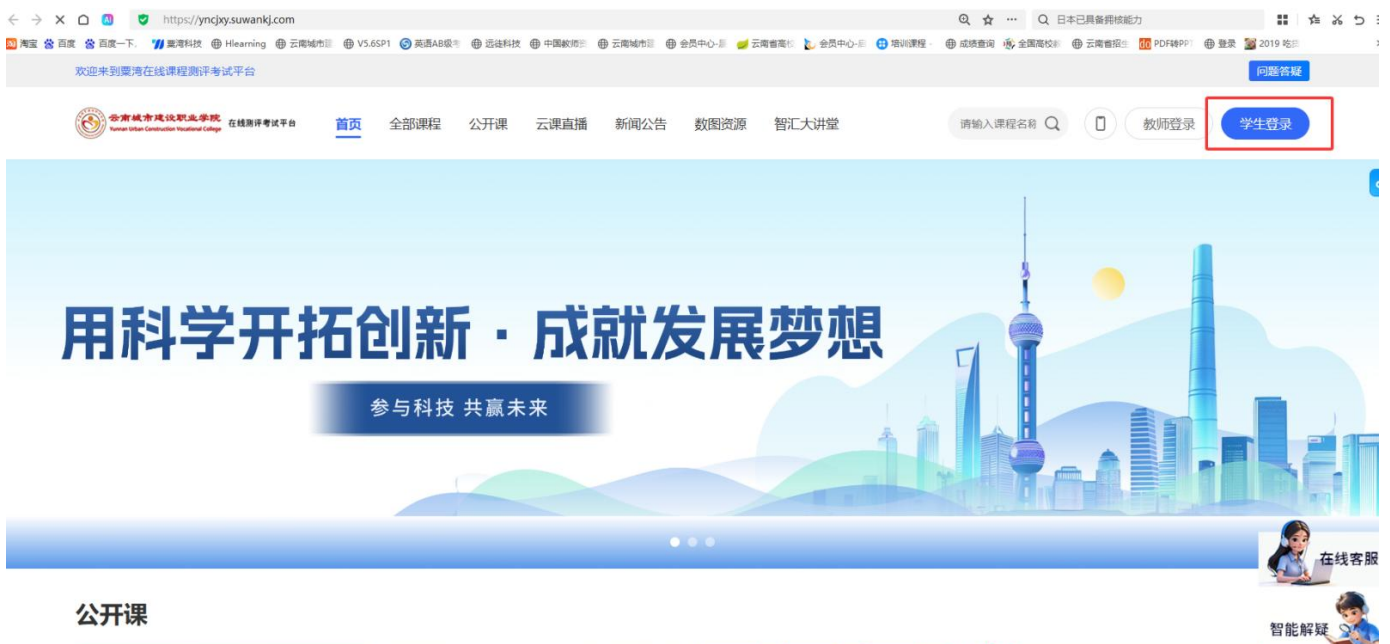 https://yncjxy.suwankj.com
日本已具备拥核能力
淘宝 百度 百度一下 粟湾科技 Hlearning 云南城市 V5.6SP1 英语AB级 远进科技 中国教师 云南城市 会员中心 云南省高校 会员中心 培训课程 成绩查询 全国高校 云南省招生 PDF转PPT 登录 2019
欢迎来到粟湾在线课程测评考试平台
问题答疑
云南城市建设职业学院
Yunnan Urban Construction Vocational College
在线测评考试平台
首页 全部课程 公开课 云课直播 新闻公告 数图资源 智汇大讲堂
请输入课程名称
教师登录
学生登录
用科学开拓创新 · 成就发展梦想
参与科技 共赢未来
在线客服
公开课
智能解疑